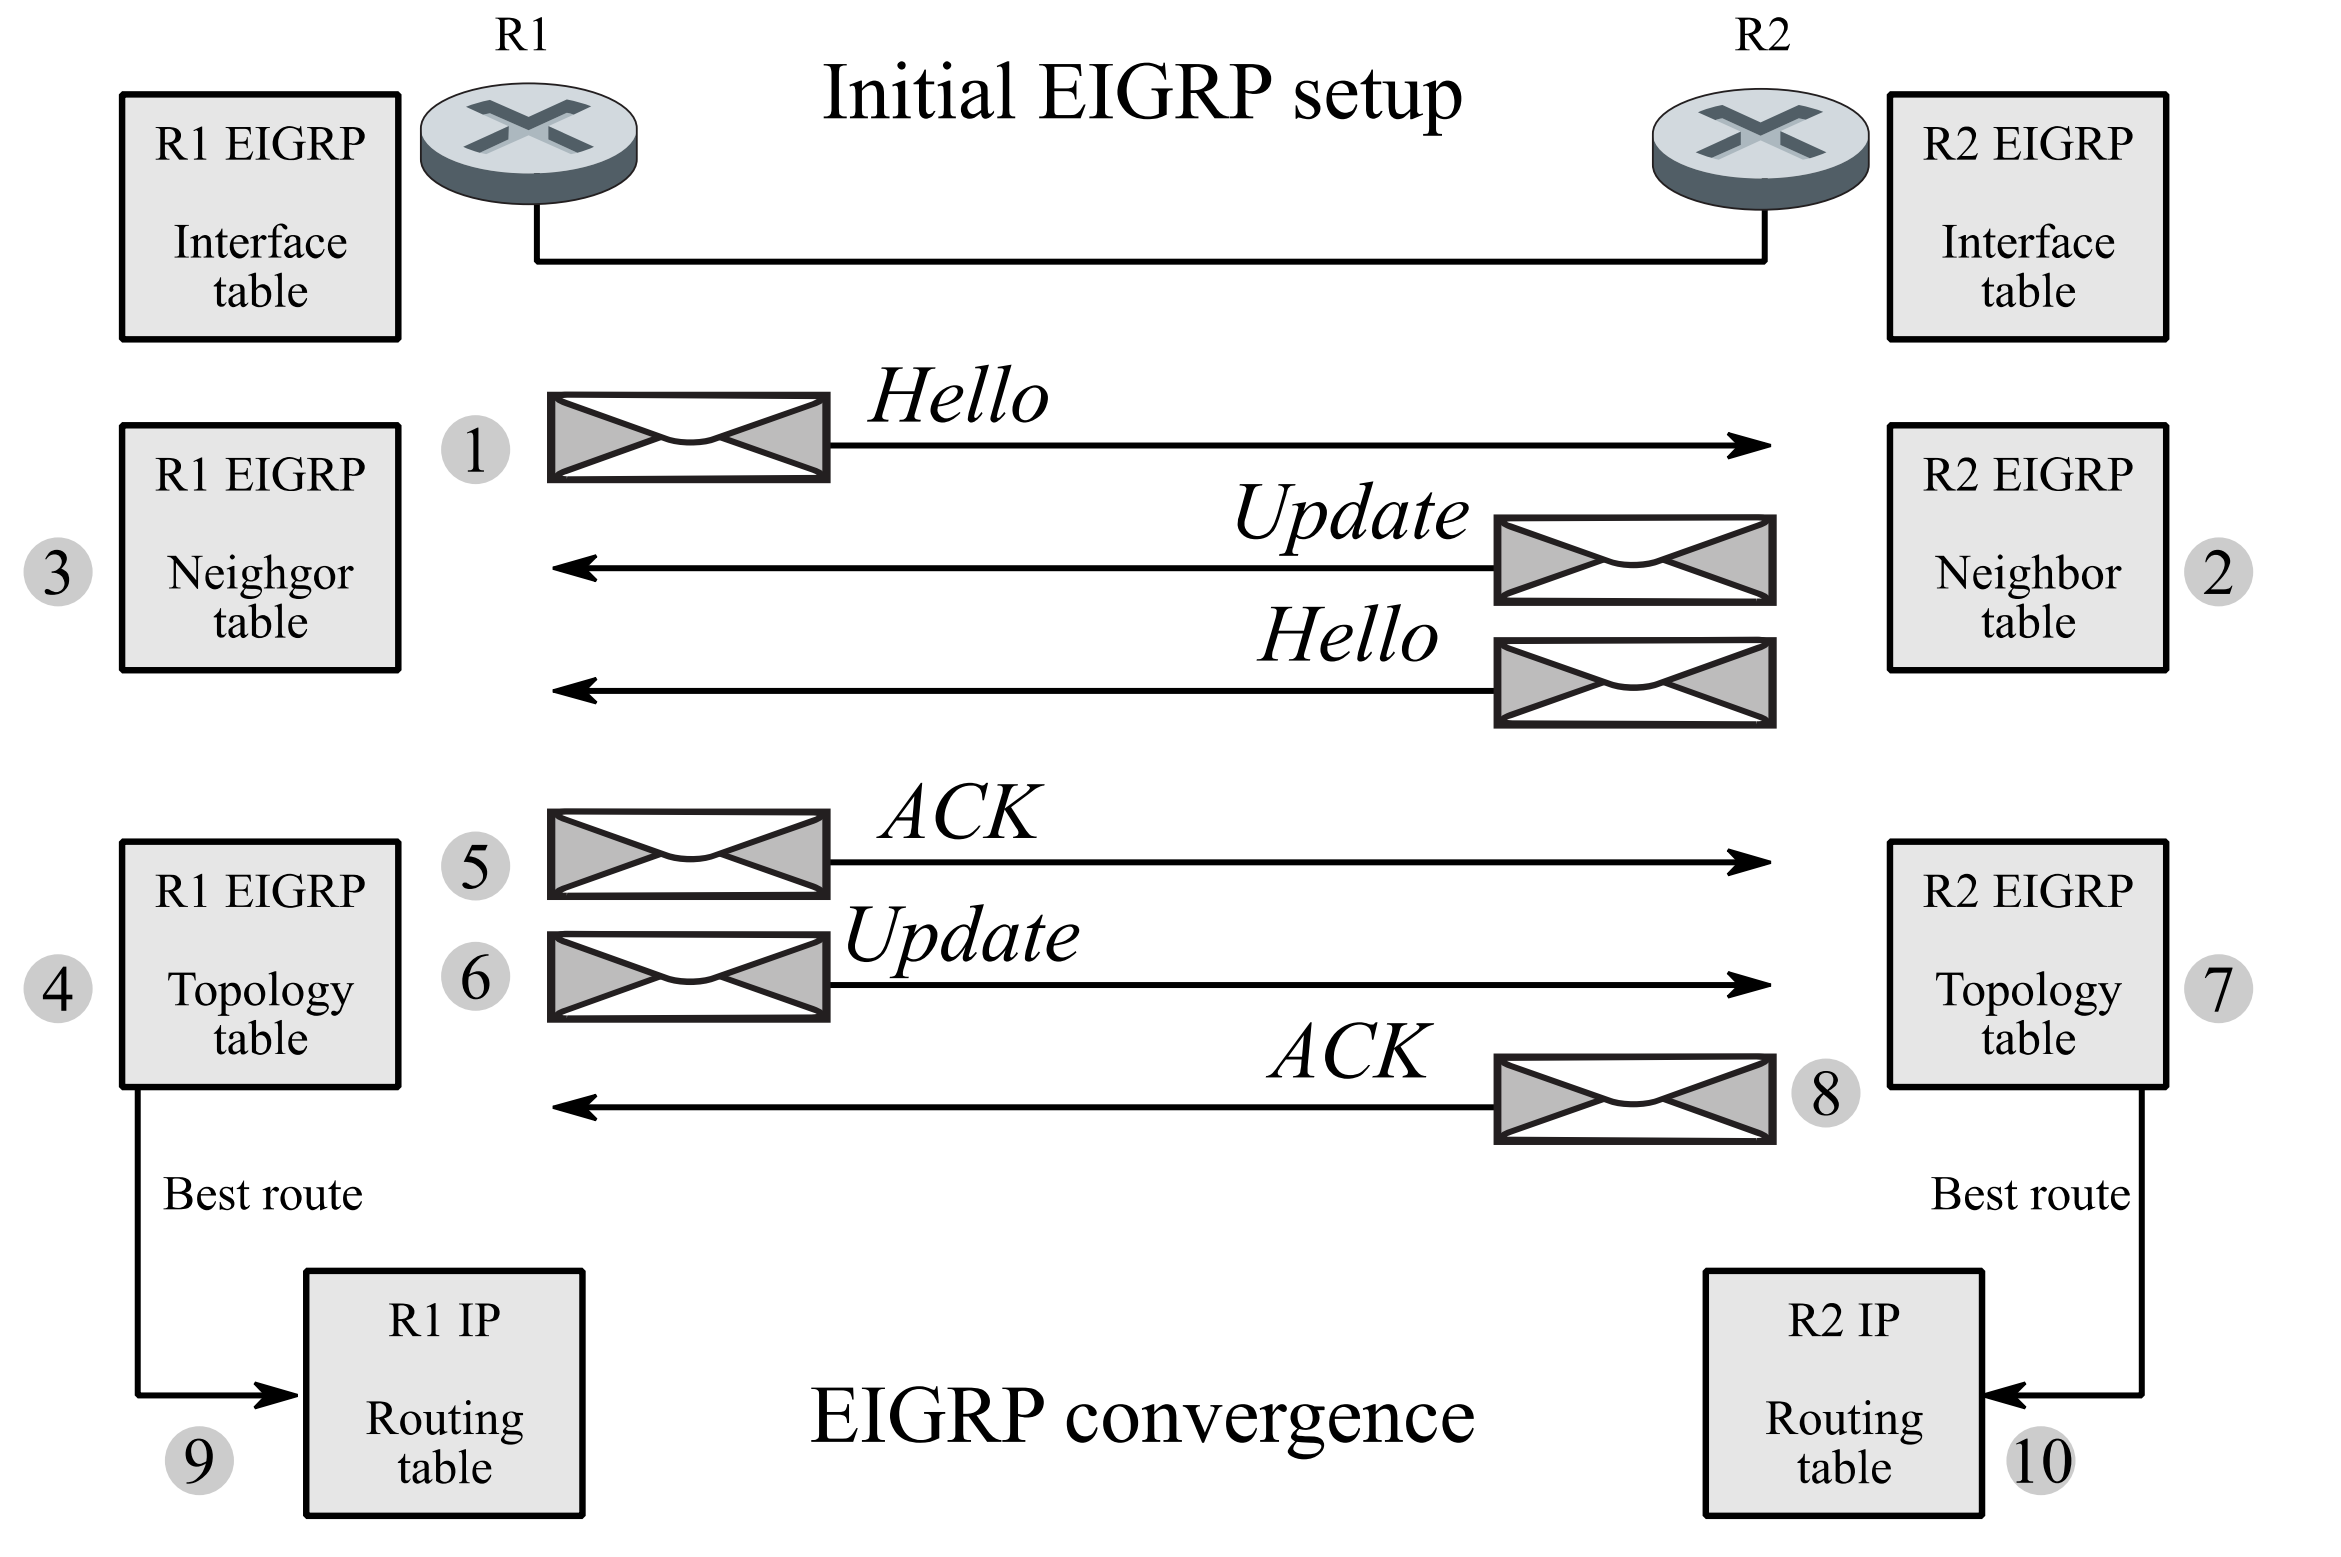 R1
R2
Initial EIGRP setup
R1 EIGRP
Interface
table
R2 EIGRP
Interface
table
Hello
1
R1 EIGRP
Neighgor
table
3
Update
Hello
R2 EIGRP
Neighbor
table
2
ACK
5
R1 EIGRP
Topology
table
4
Update
6
R2 EIGRP
Topology
table
7
ACK
8
Best route
Best route
R1 IP
Routing
table
9
EIGRP convergence
R2 IP
Routing
table
10